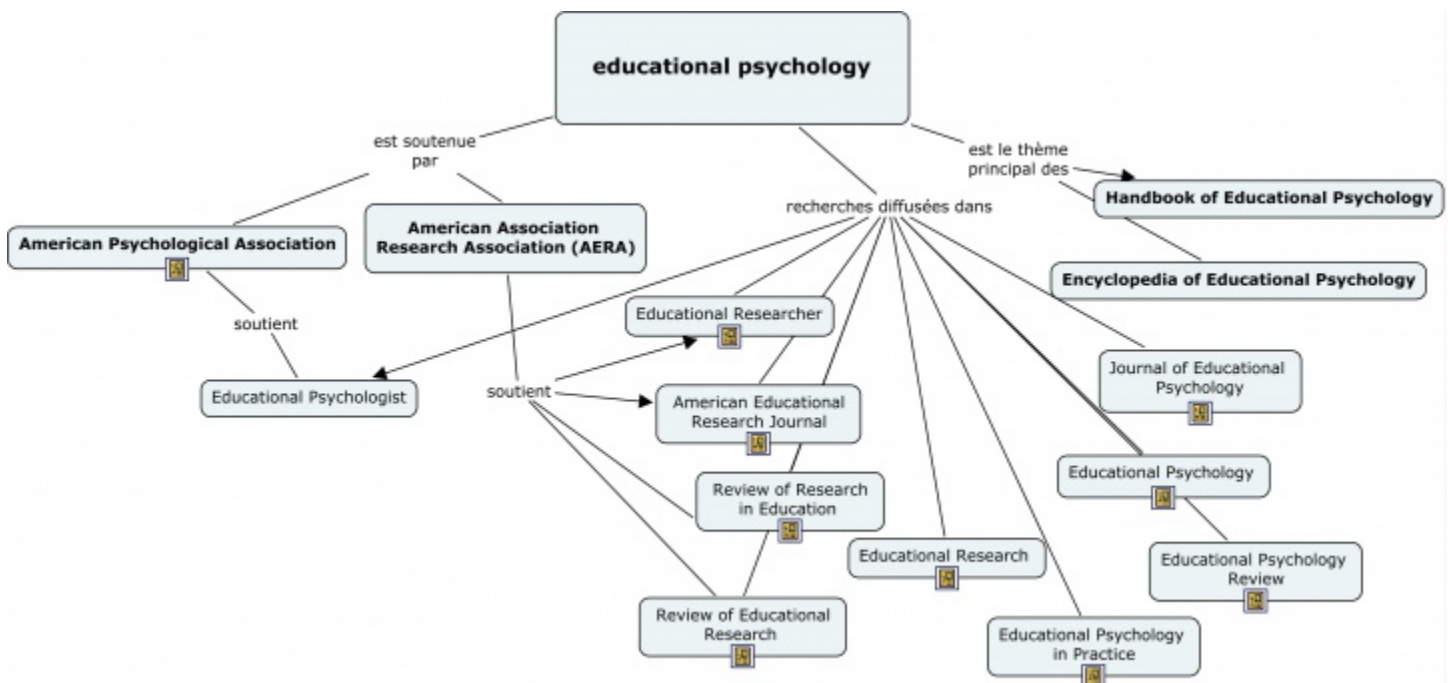 educational psychology
est soutenue
par
est le thème
principal des
Handbook of Educational Psychology
recherches diffusées dans
American Psychological Association
American Association
Research Association (AERA)
Encyclopedia of Educational Psychology
Educational Researcher
soutient
Journal of Educational
Psychology
Educational Psychologist
soutient
American Educational
Research Journal
Educational Psychology
Review of Research
in Education
Educational Research
Educational Psychology
Review
Review of Educational
Research
Educational Psychology
in Practice